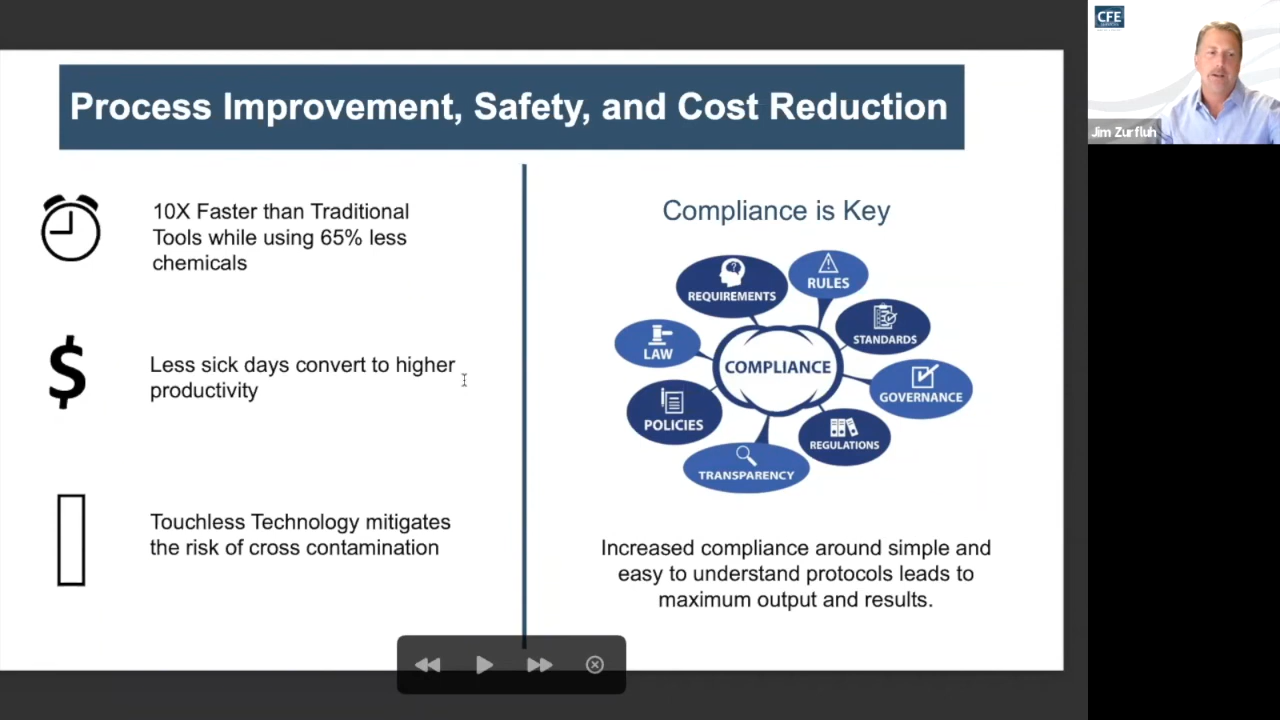 Process Improvement, Safety, and Cost Reduction
10X Faster than Traditional
Tools while using 65% less
chemicals
$
Less sick days convert to higher
productivity
Touchless Technology mitigates
the risk of cross contamination
Compliance is Key
REQUIREMENTS
RULES
STANDARDS
LAW
COMPLIANCE
GOVERNANCE
POLICIES
REGULATIONS
TRANSPARENCY
Increased compliance around simple and
easy to understand protocols leads to
maximum output and results.
CFE
Jim Zurfluh